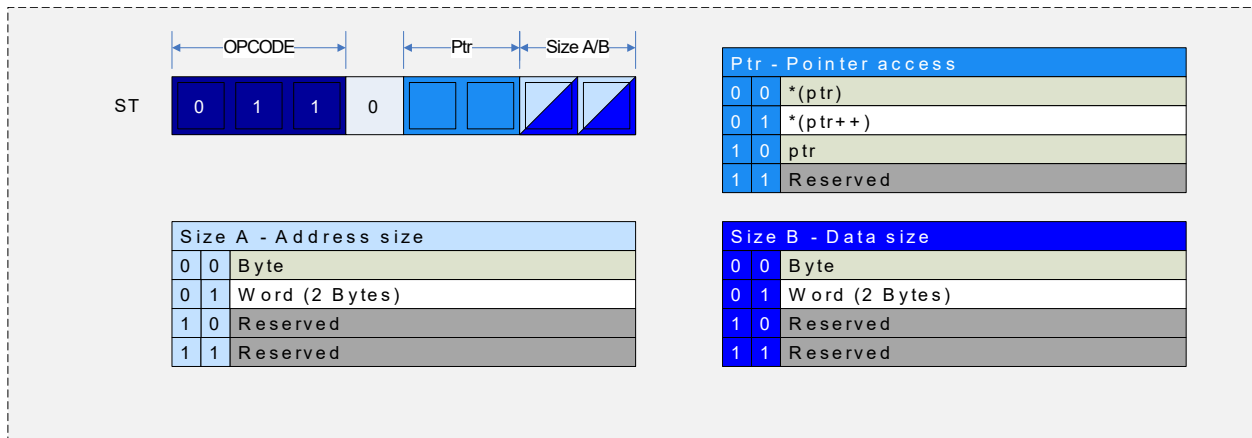 OPCODE Ptr Size A/B
ST 0 1 1 0
Ptr - Pointer access
0 0 *(ptr)
0 1 *(ptr++)
1 0 ptr
1 1 Reserved
Size A - Address size
0 0 Byte
0 1 Word (2 Bytes)
1 0 Reserved
1 1 Reserved
Size B - Data size
0 0 Byte
0 1 Word (2 Bytes)
1 0 Reserved
1 1 Reserved